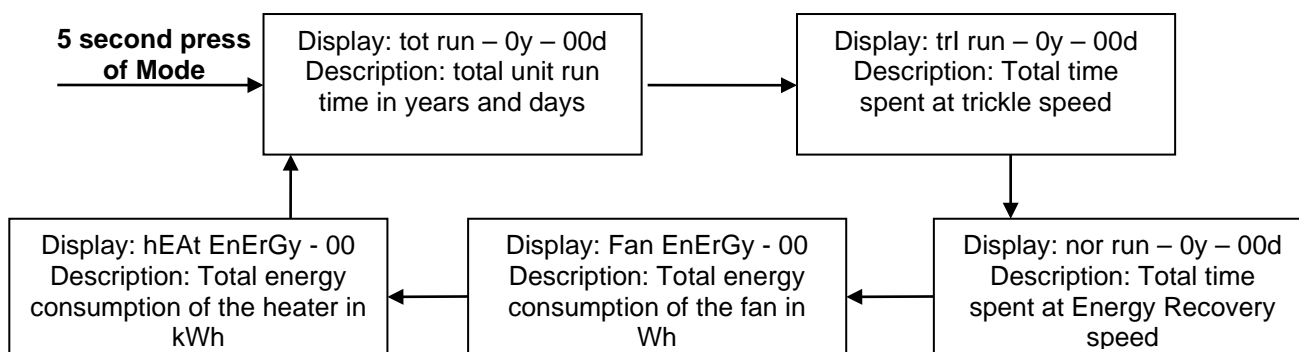 5 second press
of Mode
Display: tot run – 0y – 00d
Description: total unit run
time in years and days
Display: trI run – 0y – 00d
Description: Total time
spent at trickle speed
Display: nor run – 0y – 00d
Description: Total time
spent at Energy Recovery
speed
Display: Fan EnErGy - 00
Description: Total energy
consumption of the fan in
Wh
Display: hEAt EnErGy - 00
Description: Total energy
consumption of the heater in
kWh